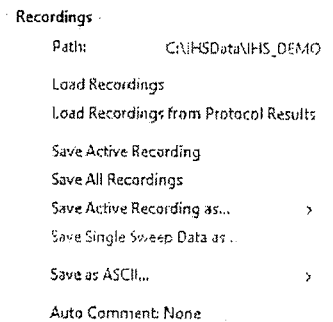 Recordings
Path: C:\IHSData\IHS_DEMO
Load Recordings
Load Recordings from Protocol Results
Save Active Recording
Save All Recordings
Save Active Recording as... >
Save Single Sweep Data as...
Save as ASCII... >
Auto Comment: None